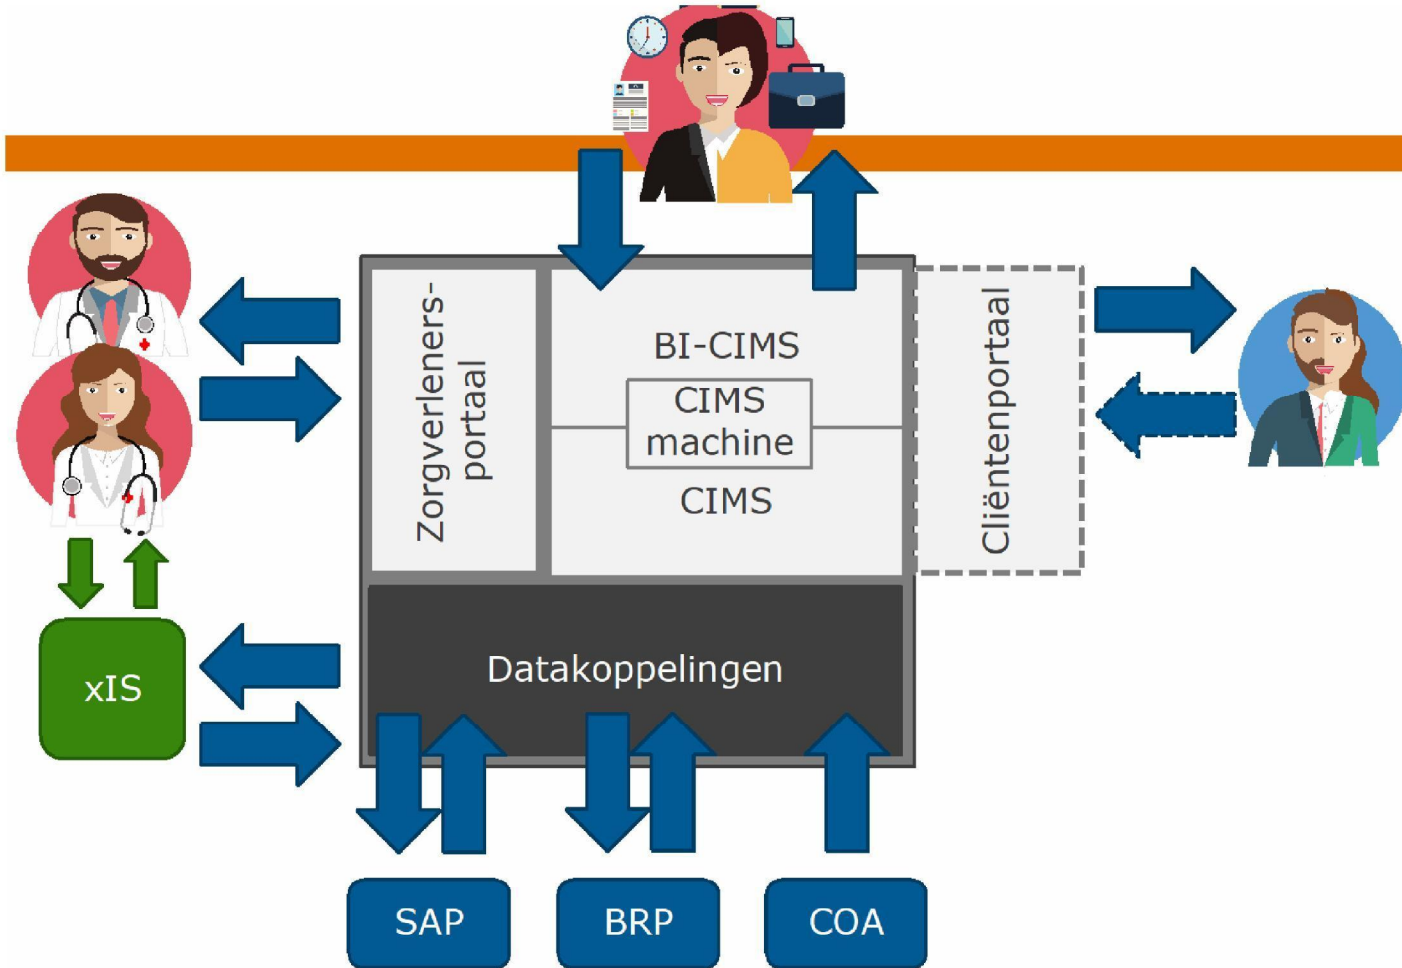 Zorgverleners-
portaal
BI-CIMS
CIMS
machine
CIMS
Cliëntenportaal
Datakoppelingen
xIS
SAP
BRP
COA